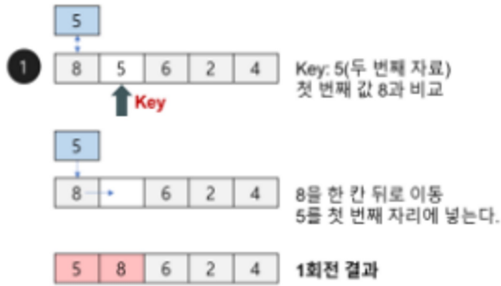 5
1
8 5 6 2 4
Key: 5(두 번째 자료)
첫 번째 값 8과 비교
Key
5
8 6 2 4
8을 한 칸 뒤로 이동
5를 첫 번째 자리에 넣는다.
5 8 6 2 4
1회전 결과